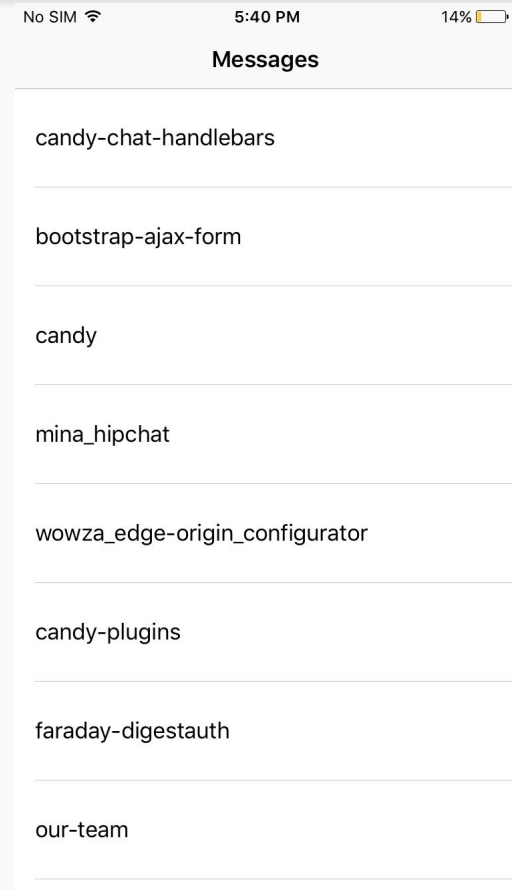 No SIM 5:40 PM 14%
Messages
candy-chat-handlebars
bootstrap-ajax-form
candy
mina_hipchat
wowza_edge-origin_configurator
candy-plugins
faraday-digestauth
our-team